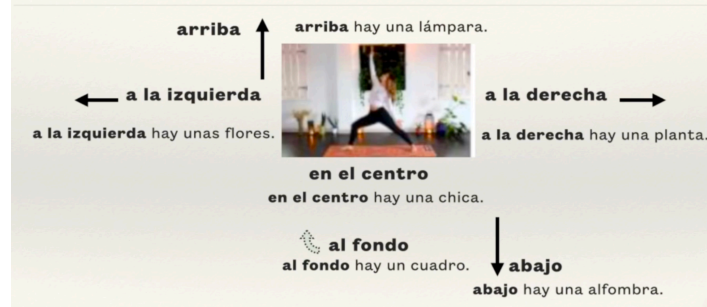 arriba
arriba hay una lámpara.
a la izquierda
a la derecha
a la izquierda hay unas flores.
a la derecha hay una planta.
en el centro
en el centro hay una chica.
al fondo
al fondo hay un cuadro.
abajo
abajo hay una alfombra.